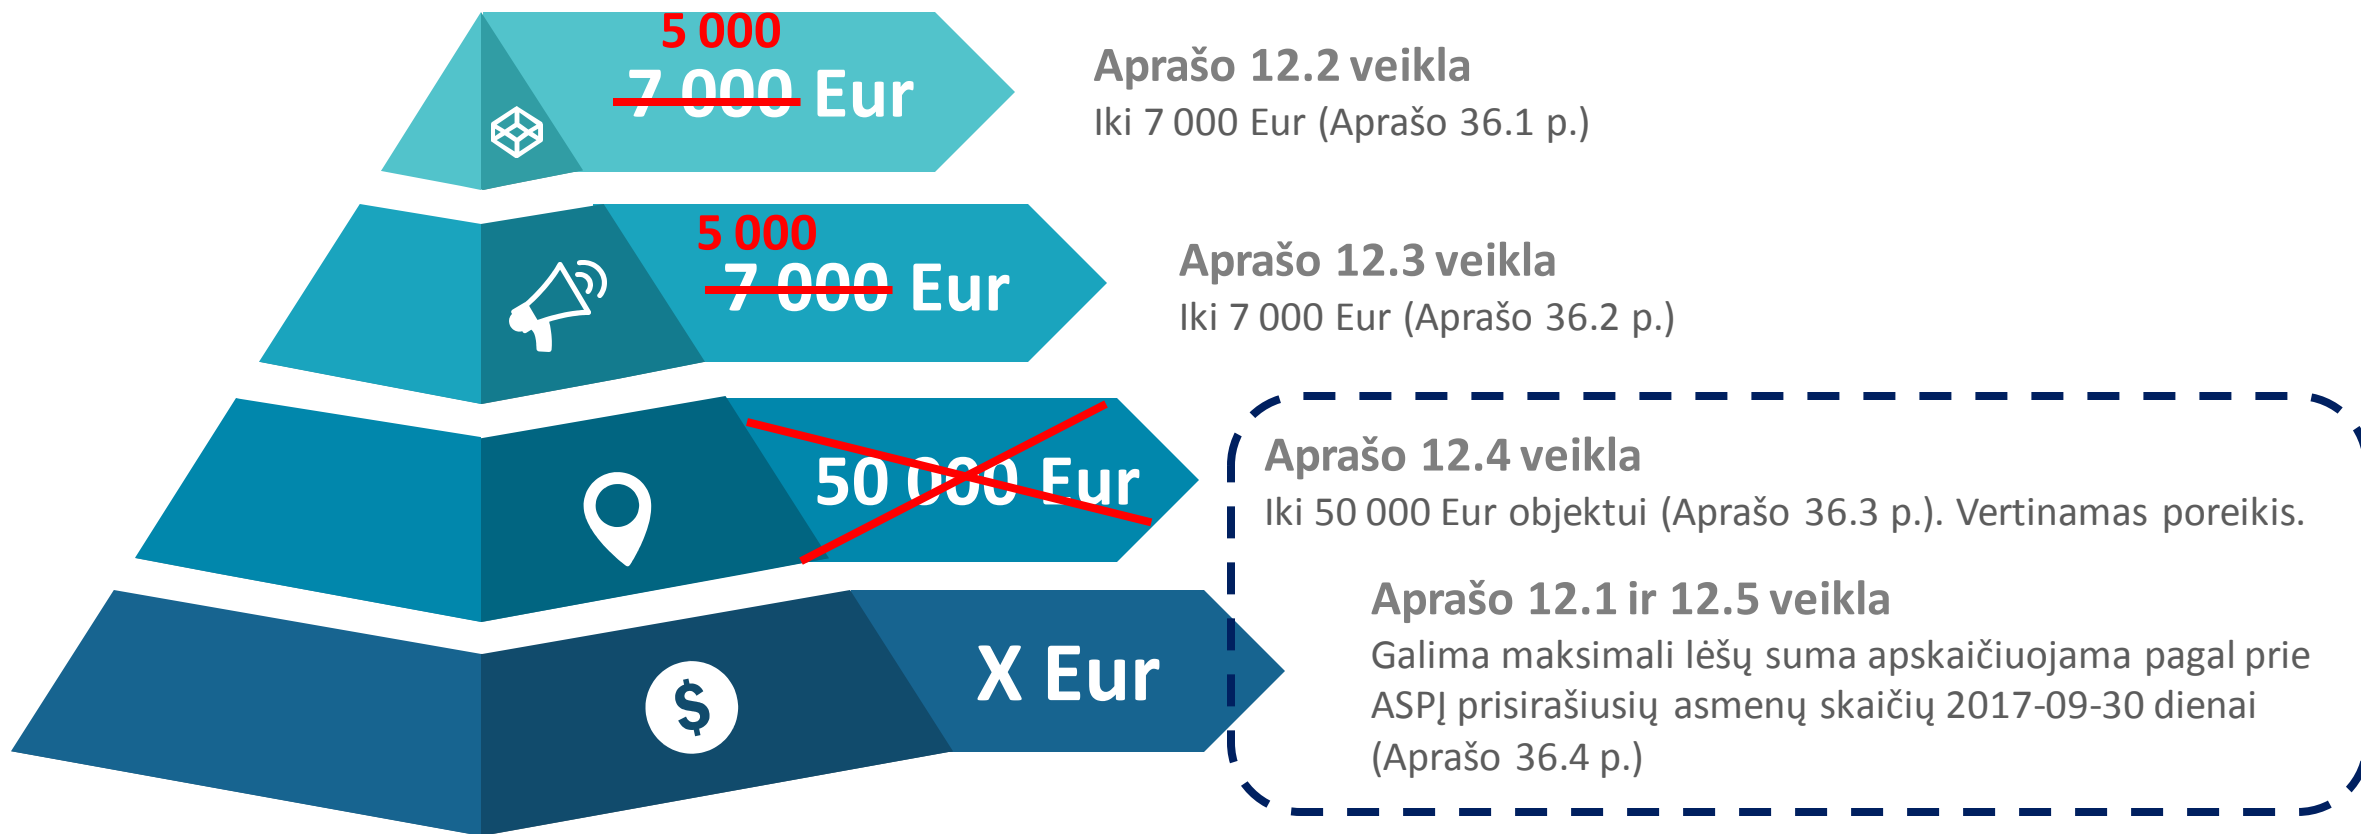 5 000
7 000 Eur
Aprašo 12.2 veikla
Iki 7 000 Eur (Aprašo 36.1 p.)
5 000
7 000 Eur
Aprašo 12.3 veikla
Iki 7 000 Eur (Aprašo 36.2 p.)
50 000 Eur
Aprašo 12.4 veikla
Iki 50 000 Eur objektui (Aprašo 36.3 p.). Vertinamas poreikis.
$
X Eur
Aprašo 12.1 ir 12.5 veikla
Galima maksimali lėšų suma apskaičiuojama pagal prie
ASPĮ prisirašiusių asmenų skaičių 2017-09-30 dienai
(Aprašo 36.4 p.)